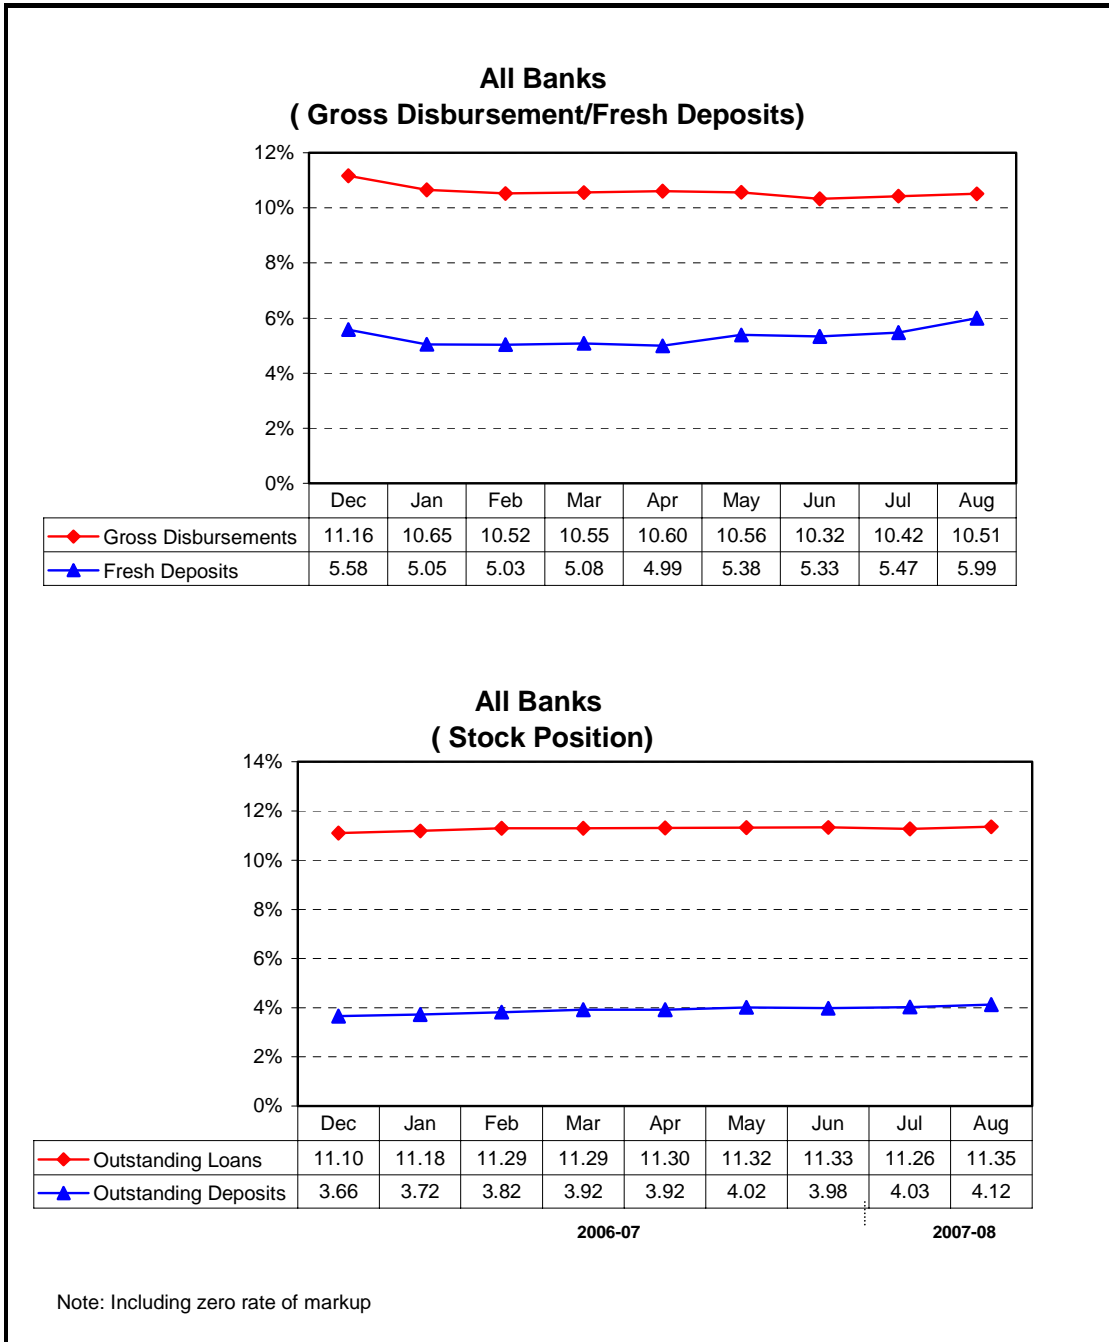 All Banks
( Gross Disbursement/Fresh Deposits)
12%
10%
8%
6%
4%
2%
0%
Dec Jan Feb Mar Apr May Jun Jul Aug
Gross Disbursements 11.16 10.65 10.52 10.55 10.60 10.56 10.32 10.42 10.51
Fresh Deposits 5.58 5.05 5.03 5.08 4.99 5.38 5.33 5.47 5.99
All Banks
( Stock Position)
14%
12%
10%
8%
6%
4%
2%
0%
Dec Jan Feb Mar Apr May Jun Jul Aug
Outstanding Loans 11.10 11.18 11.29 11.29 11.30 11.32 11.33 11.26 11.35
Outstanding Deposits 3.66 3.72 3.82 3.92 3.92 4.02 3.98 4.03 4.12
2006-07 2007-08
Note: Including zero rate of markup